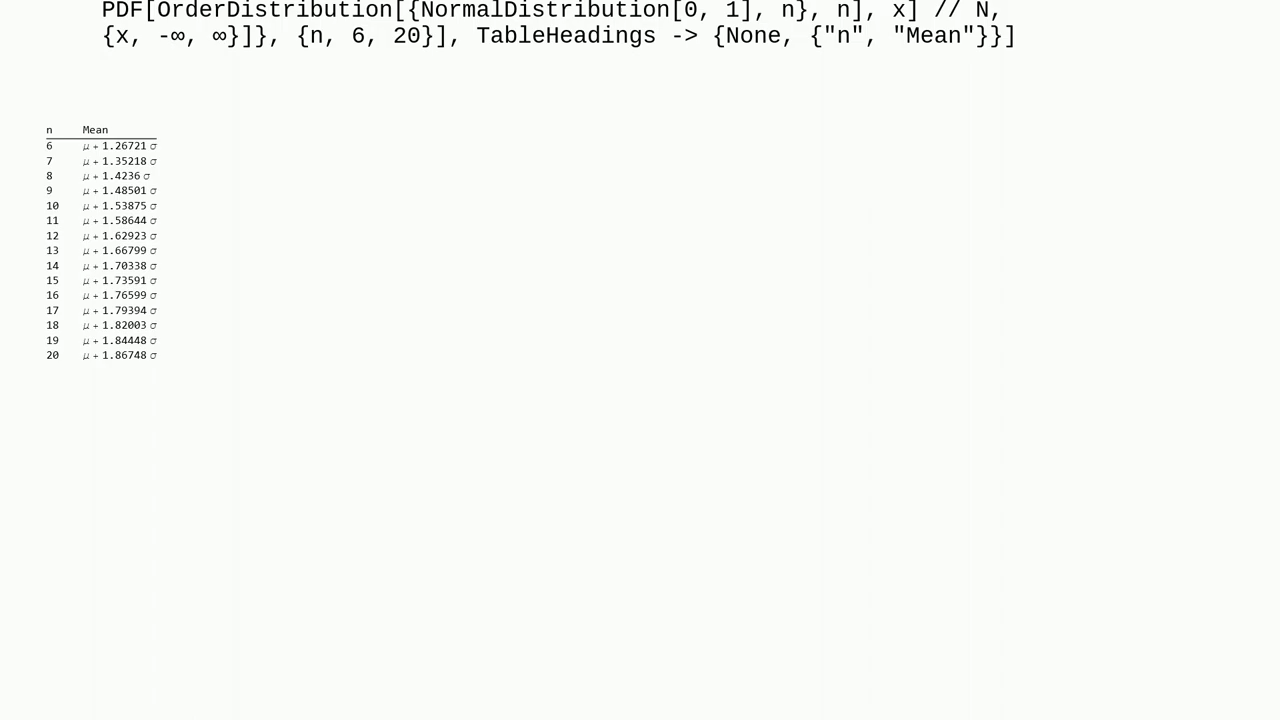 PDF[OrderDistribution[{NormalDistribution[0, 1], n}, n], x] // N,
{x, -∞, ∞}]}, {n, 6, 20}], TableHeadings -> {None, {"n", "Mean"}}]
n Mean
6 μ + 1.26721 σ
7 μ + 1.35218 σ
8 μ + 1.4236 σ
9 μ + 1.48501 σ
10 μ + 1.53875 σ
11 μ + 1.58644 σ
12 μ + 1.62923 σ
13 μ + 1.66799 σ
14 μ + 1.70338 σ
15 μ + 1.73591 σ
16 μ + 1.76599 σ
17 μ + 1.79394 σ
18 μ + 1.82003 σ
19 μ + 1.84448 σ
20 μ + 1.86748 σ